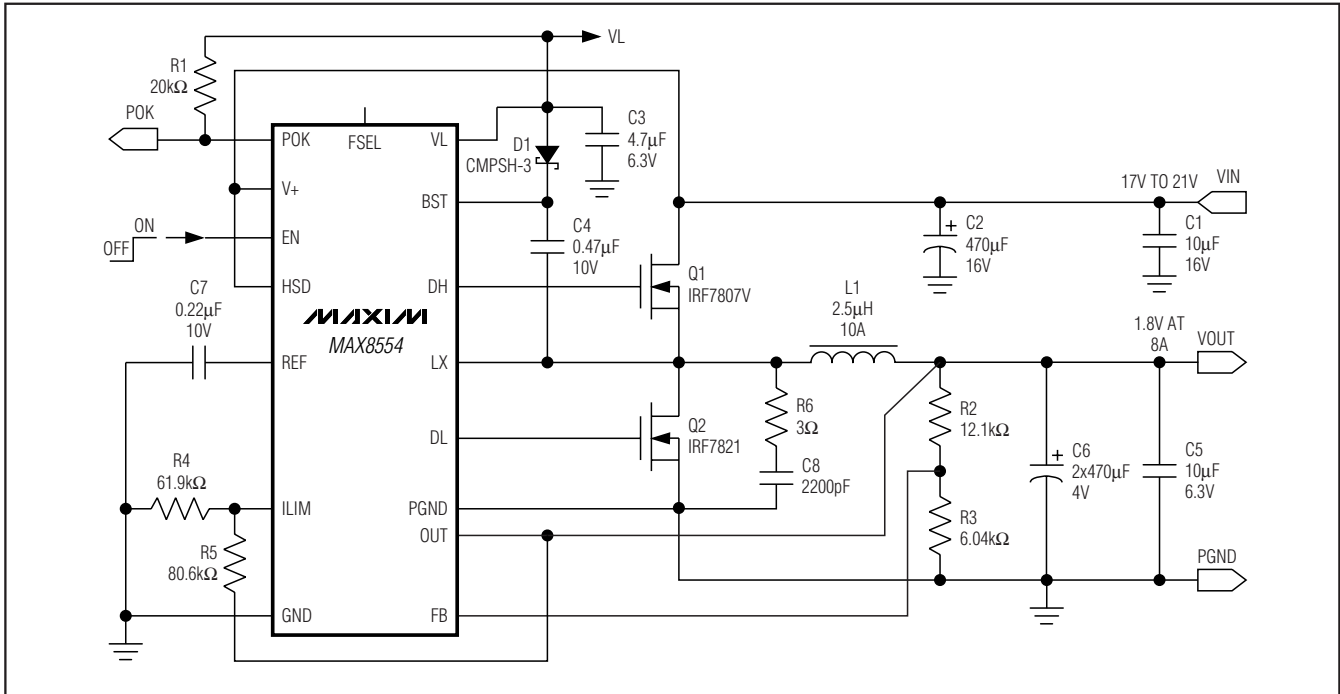 VL
R1
20kΩ
POK
POK
FSEL
VL
D1
CMPSH-3
C3
4.7µF
6.3V
V+
BST
17V TO 21V
VIN
OFF
ON
EN
C4
0.47µF
10V
C2
470µF
16V
C1
10µF
16V
HSD
DH
Q1
IRF7807V
C7
0.22µF
10V
MAXIM
MAX8554
L1
2.5µH
10A
1.8V AT
8A
VOUT
REF
LX
R6
3Ω
R2
12.1kΩ
DL
Q2
IRF7821
C8
2200pF
C6
2x470µF
4V
C5
10µF
6.3V
R4
61.9kΩ
ILIM
PGND
OUT
R3
6.04kΩ
R5
80.6kΩ
PGND
GND
FB
+
+